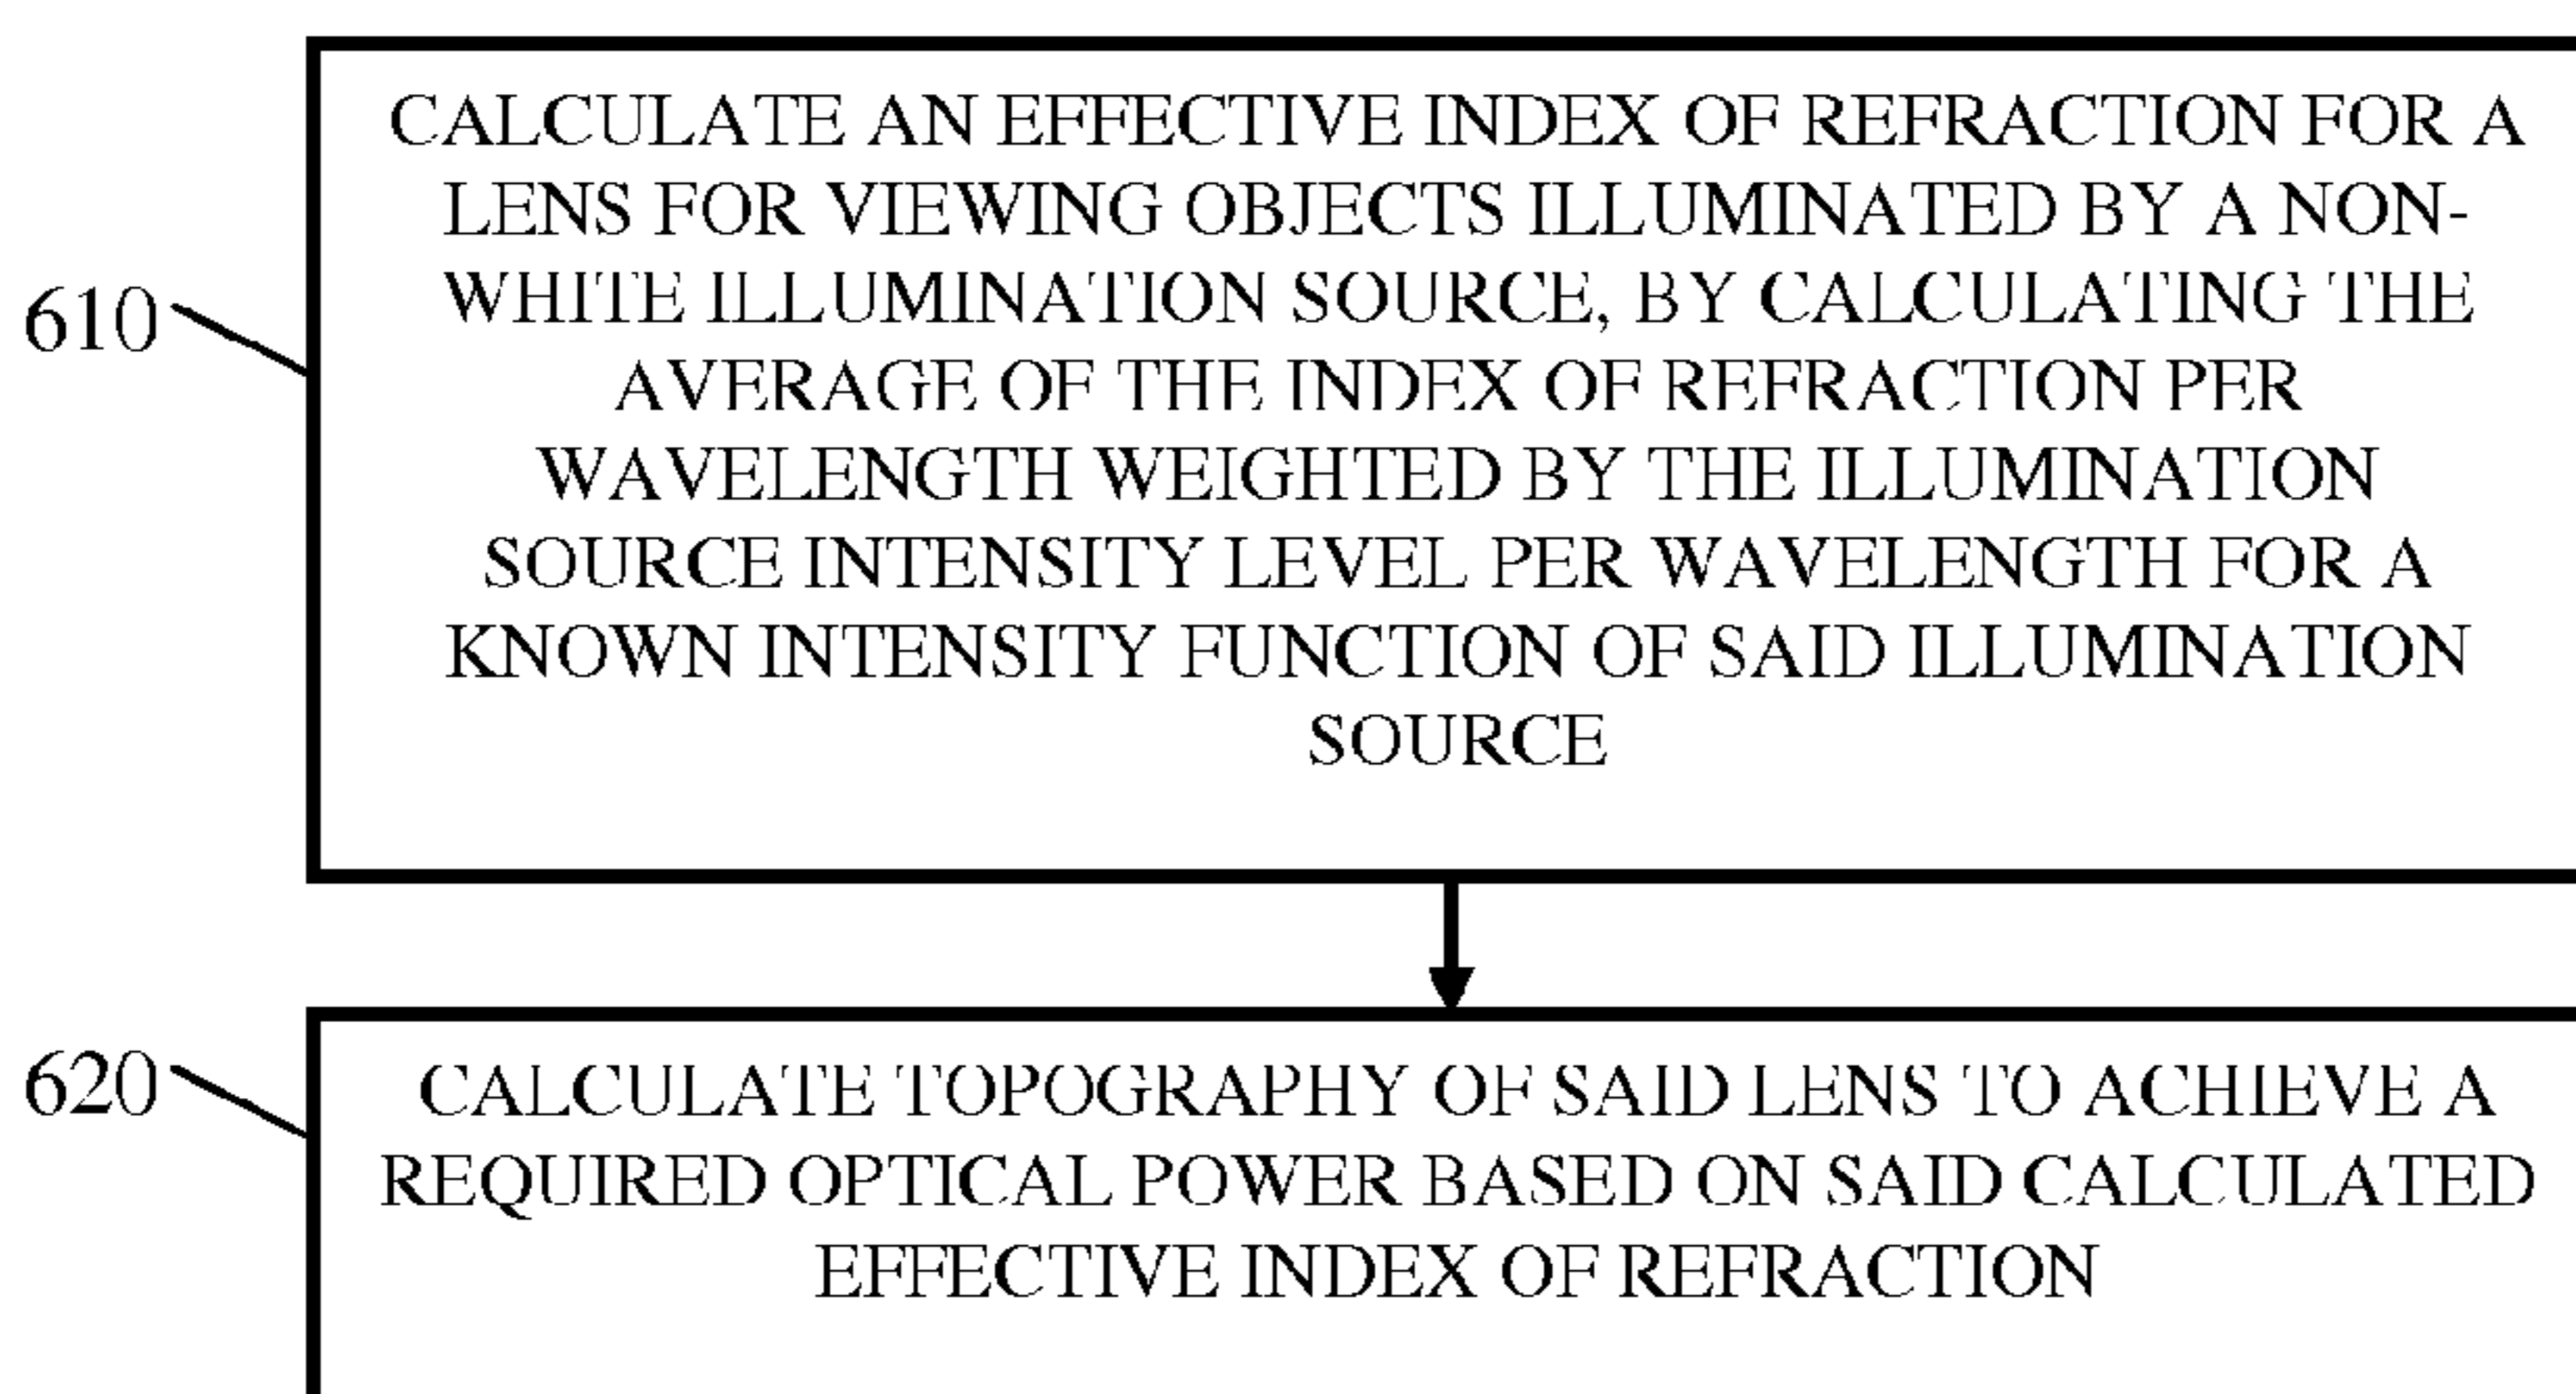 CALCULATE AN EFFECTIVE INDEX OF REFRACTION FOR A
LENS FOR VIEWING OBJECTS ILLUMINATED BY A NON-
610
WHITE ILLUMINATION SOURCE, BY CALCULATING THE
AVERAGE OF THE INDEX OF REFRACTION PER
WAVELENGTH WEIGHTED BY THE ILLUMINATION
SOURCE INTENSITY LEVEL PER WAVELENGTH FOR A
KNOWN INTENSITY FUNCTION OF SAID ILLUMINATION
SOURCE
620
CALCULATE TOPOGRAPHY OF SAID LENS TO ACHIEVE A
REQUIRED OPTICAL POWER BASED ON SAID CALCULATED
EFFECTIVE INDEX OF REFRACTION